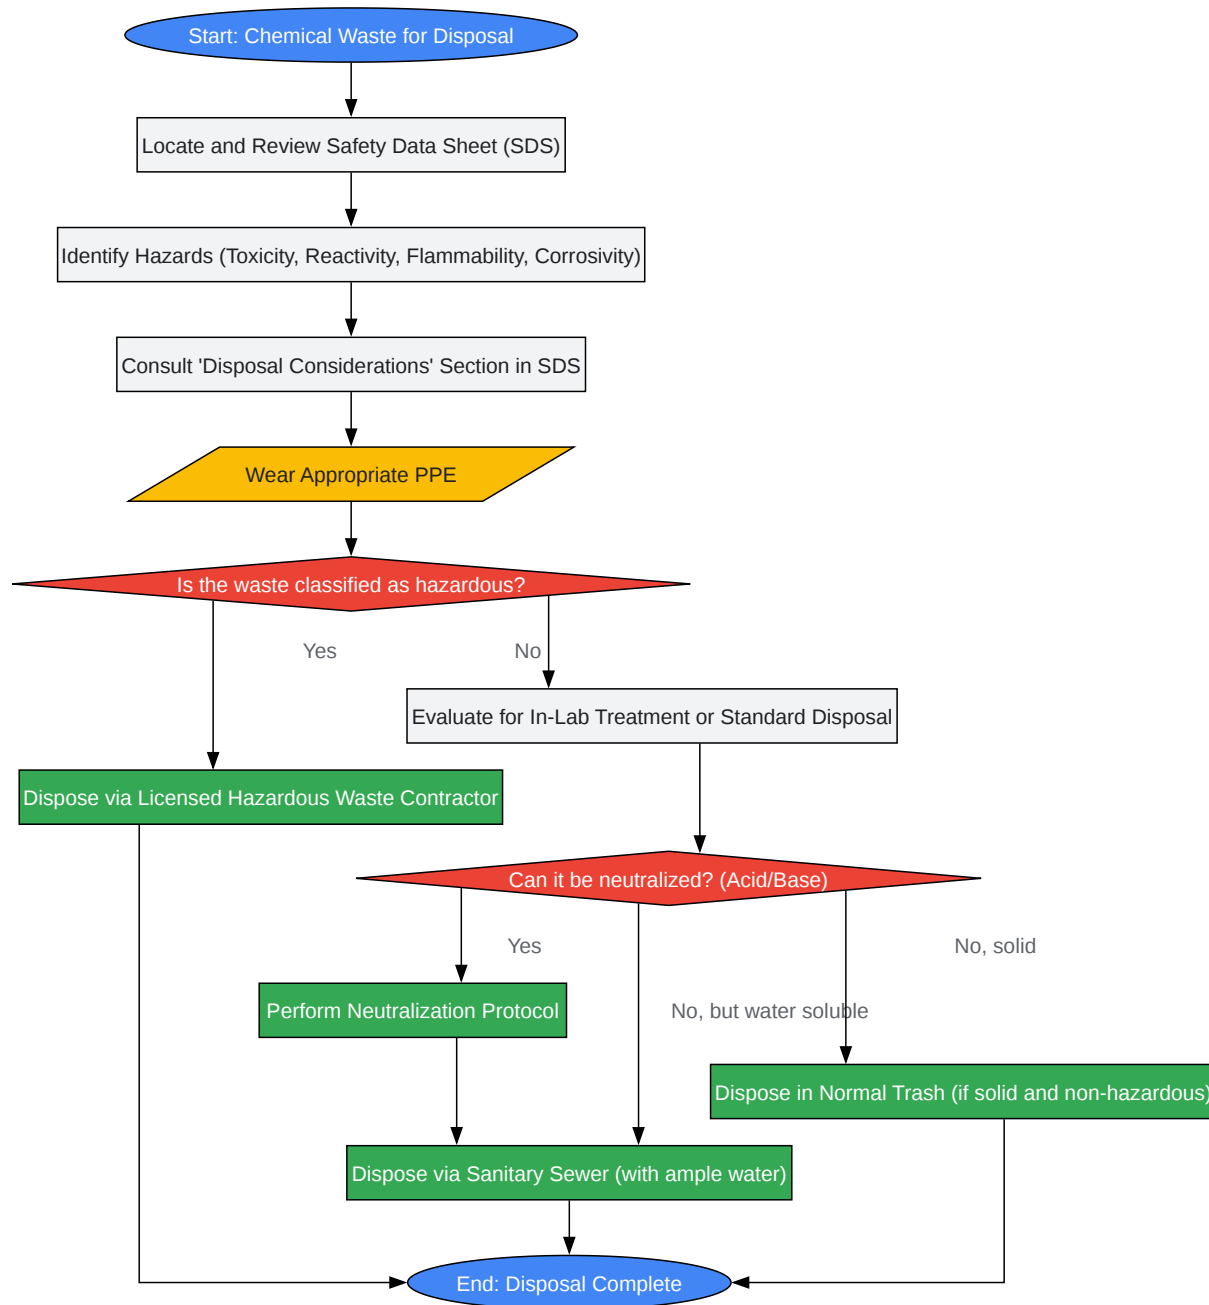 Start: Chemical Waste for Disposal
Locate and Review Safety Data Sheet (SDS)
Identify Hazards (Toxicity, Reactivity, Flammability, Corrosivity)
Consult 'Disposal Considerations' Section in SDS
Wear Appropriate PPE
Is the waste classified as hazardous?
Yes
No
Evaluate for In-Lab Treatment or Standard Disposal
Dispose via Licensed Hazardous Waste Contractor
Can it be neutralized? (Acid/Base)
Yes
No, solid
Perform Neutralization Protocol
No, but water soluble
Dispose in Normal Trash (if solid and non-hazardous)
Dispose via Sanitary Sewer (with ample water)
End: Disposal Complete